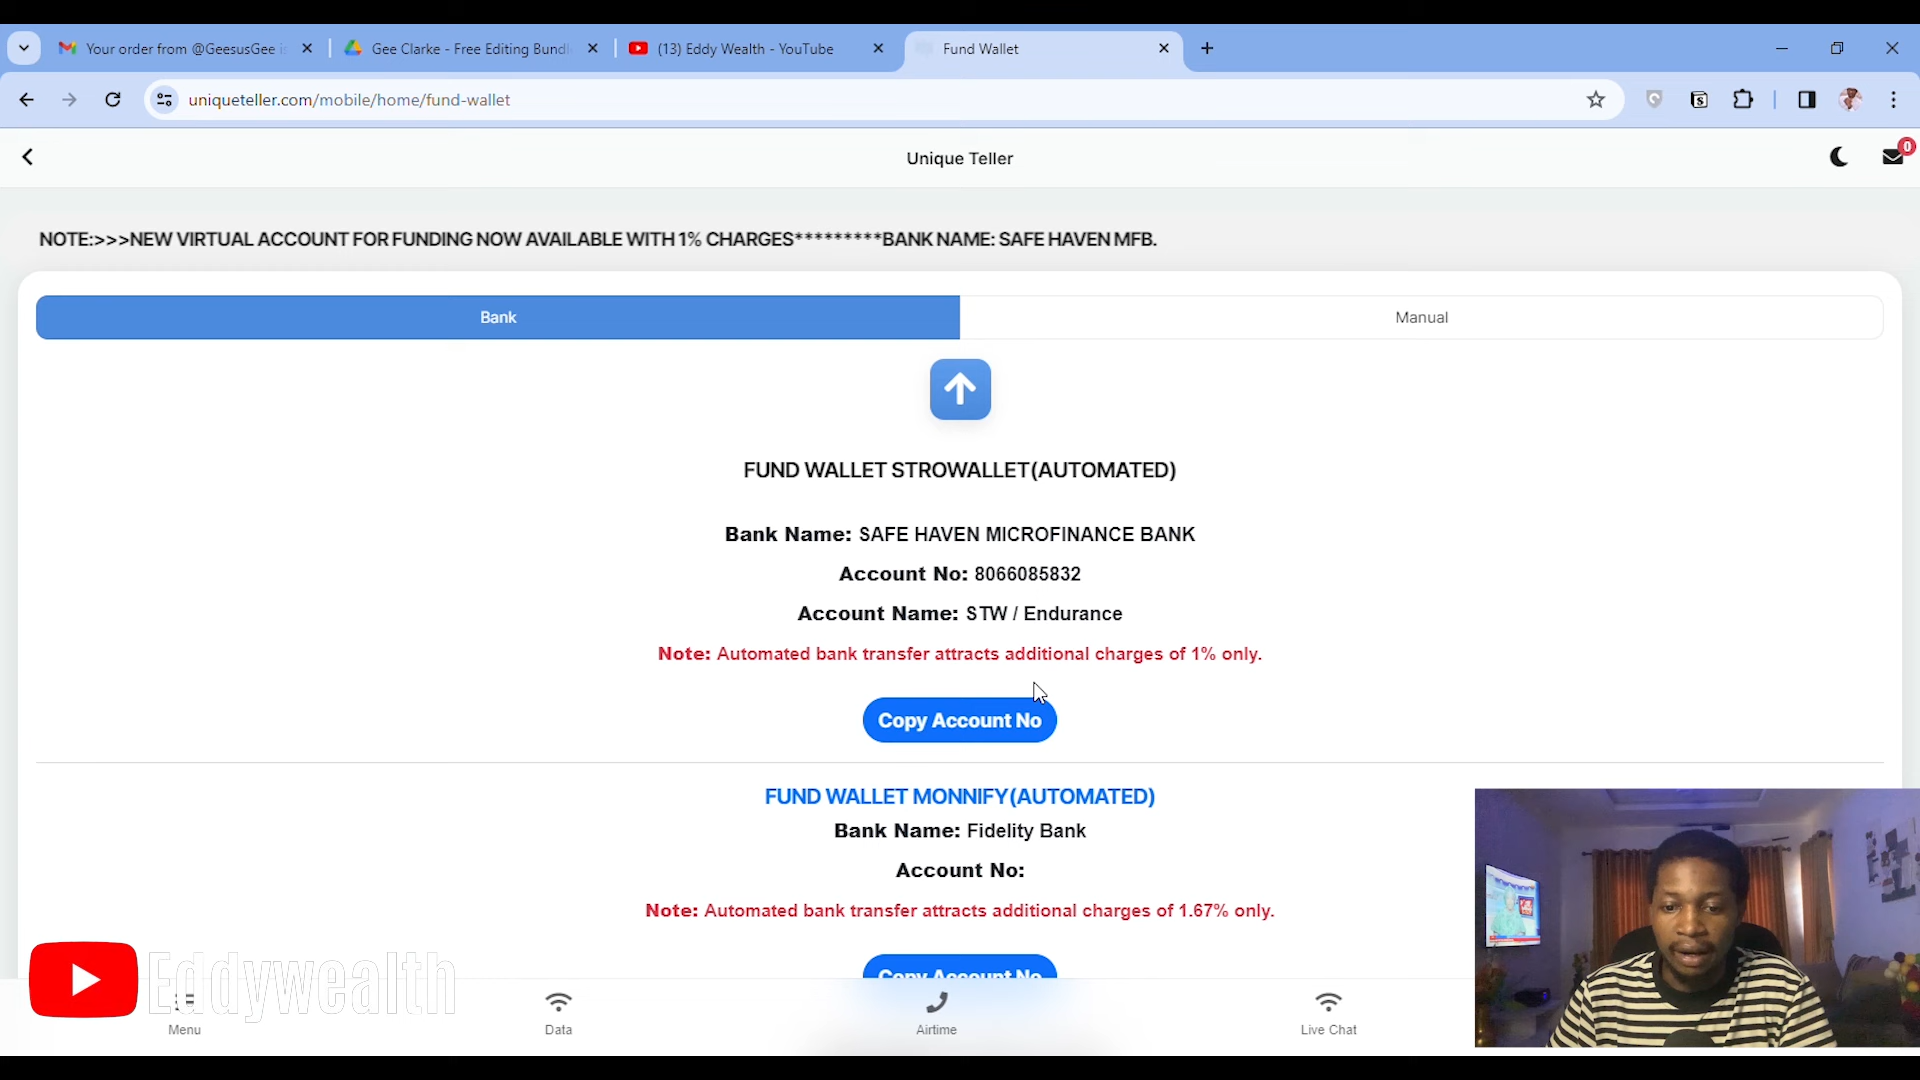 Your order from @GeesusGee is
Gee Clarke - Free Editing Bundl
(13) Eddy Wealth - YouTube
Fund Wallet
uniqueteller.com/mobile/home/fund-wallet
Unique Teller
0
NOTE:>>>NEW VIRTUAL ACCOUNT FOR FUNDING NOW AVAILABLE WITH 1% CHARGES*********BANK NAME: SAFE HAVEN MFB.
Bank
Manual
FUND WALLET STROWALLET(AUTOMATED)
Bank Name: SAFE HAVEN MICROFINANCE BANK
Account No: 8066085832
Account Name: STW / Endurance
Note: Automated bank transfer attracts additional charges of 1% only.
Copy Account No
FUND WALLET MONNIFY(AUTOMATED)
Bank Name: Fidelity Bank
Account No:
Note: Automated bank transfer attracts additional charges of 1.67% only.
Copy Account No
Eddywealth
Menu
Data
Airtime
Live Chat